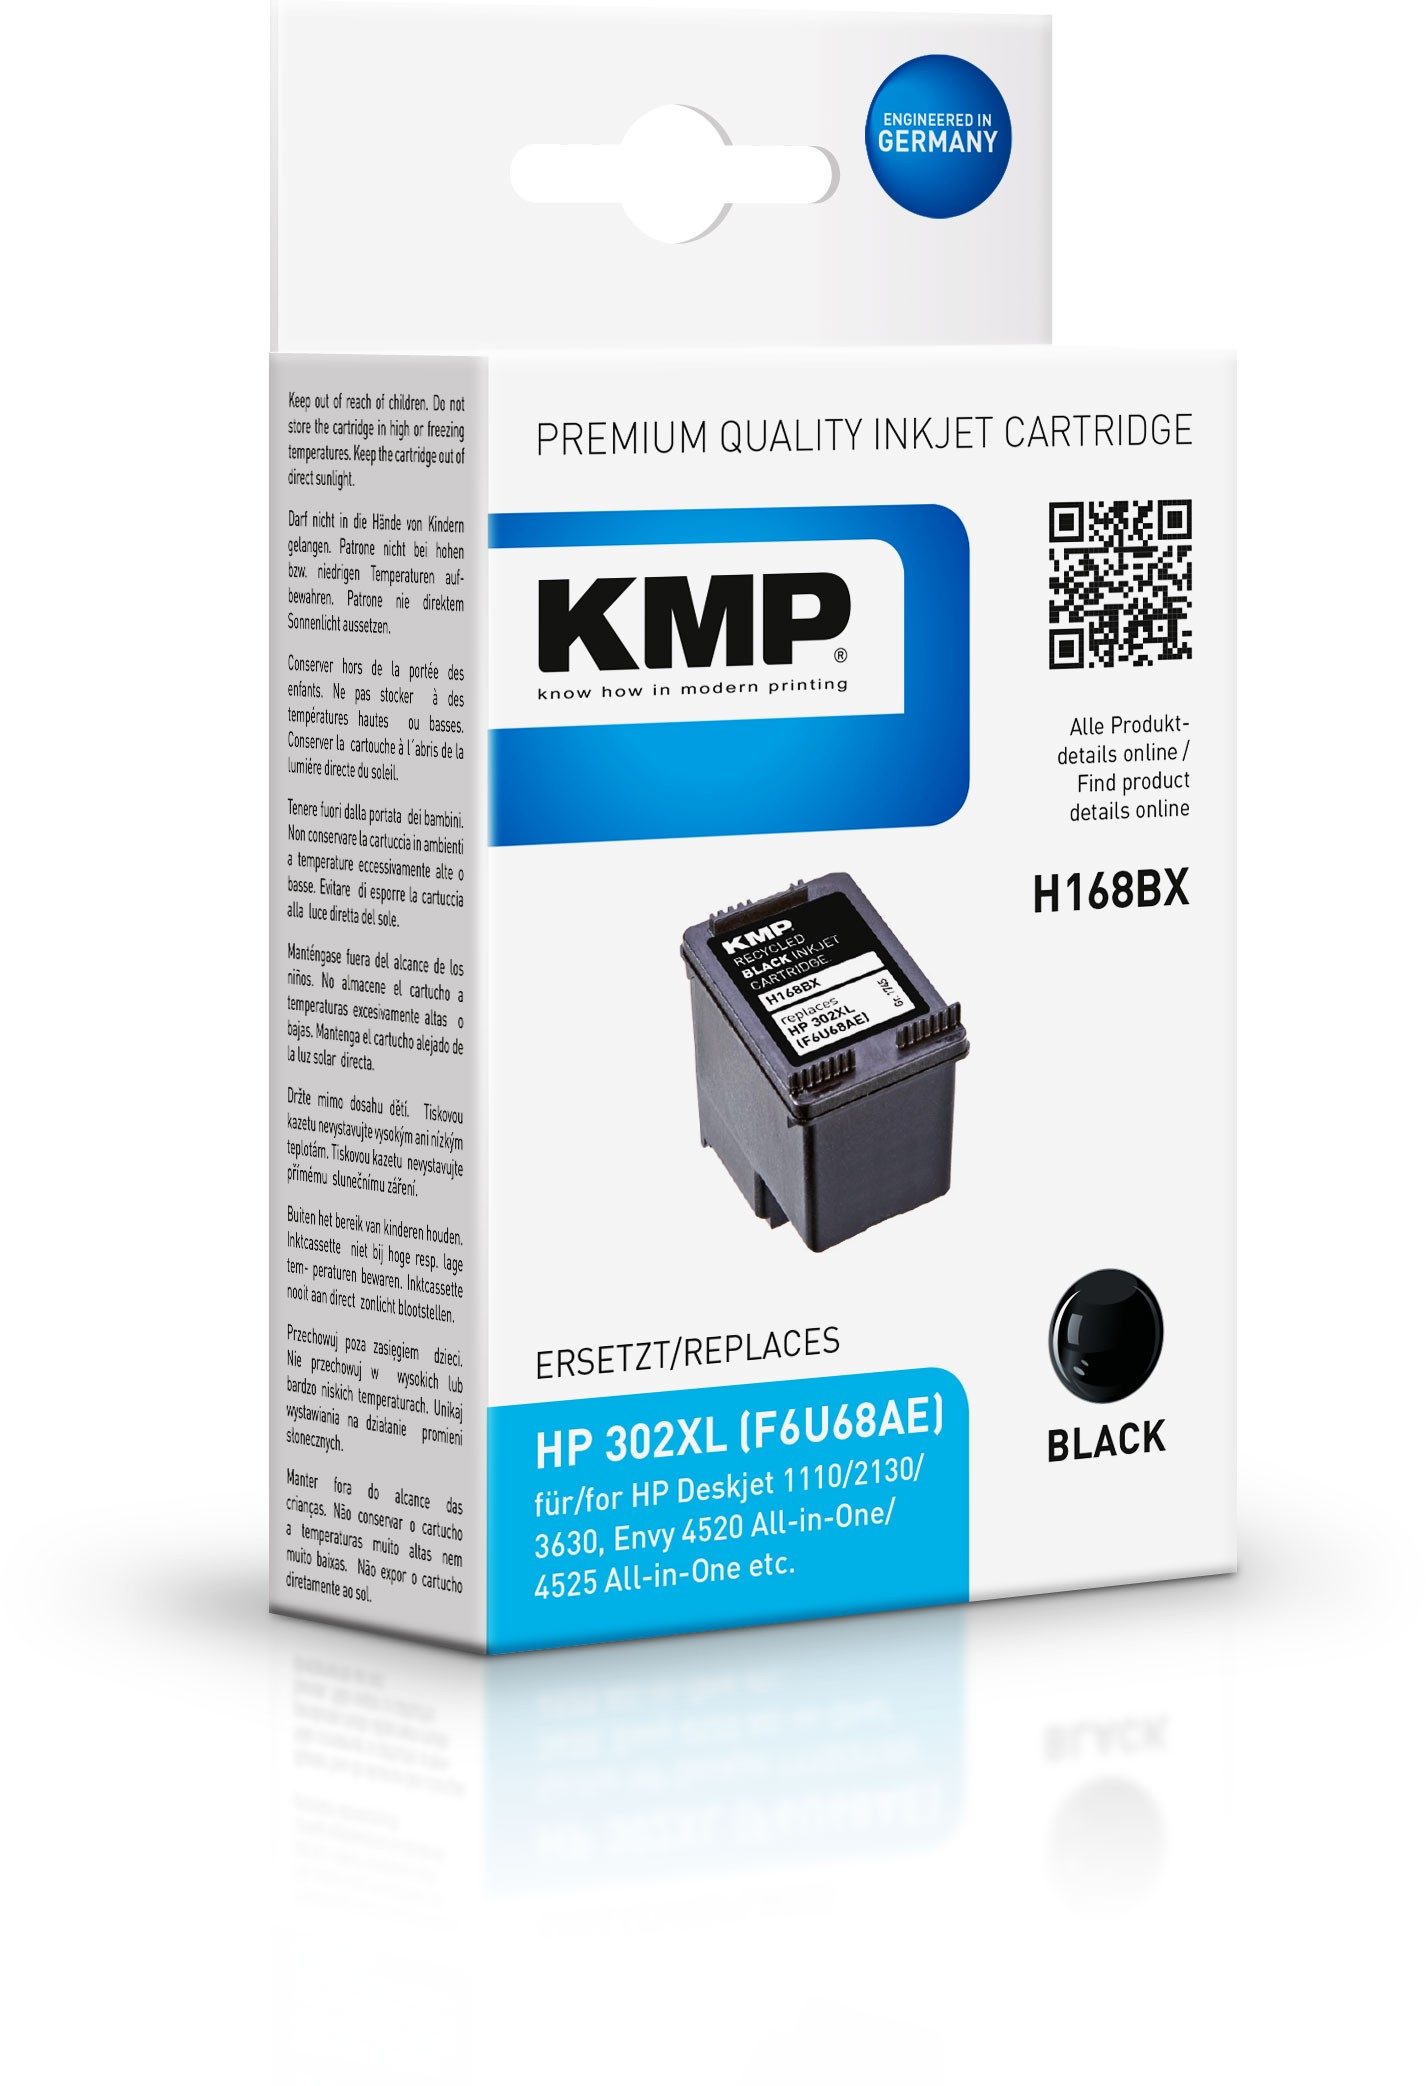 ENGINEERED IN
GERMANY
PREMIUM QUALITY INKJET CARTRIDGE
KMP®
know how in modern printing
Alle Produkt-
details online /
Find product
details online
H168BX
KMP.
RECYCLED
BLACK INKJET
CARTRIDGE.
H168BX
replaces
HP 302XL
(F6U68AE)
Gr. 1745
BLACK
ERSETZT/REPLACES
HP 302XL (F6U68AE)
für/for HP Deskjet 1110/2130/
3630, Envy 4520 All-in-One/
4525 All-in-One etc.
Keep out of reach of children. Do not
store the cartridge in high or freezing
temperatures. Keep the cartridge out of
direct sunlight.
Darf nicht in die Hände von Kindern
gelangen. Patrone nicht bei hohen
bzw. niedrigen Temperaturen auf-
bewahren. Patrone nie direktem
Sonnenlicht aussetzen.
Conserver hors de la portée des
enfants. Ne pas stocker à des
températures hautes ou basses.
Conserver la cartouche à l´abris de la
lumiére directe du soleil.
Tenere fuori dalla portata dei bambini.
Non conservare la cartuccia in ambienti
a temperature eccessivamente alte o
basse. Evitare di esporre la cartuccia
alla luce diretta del sole.
Manténgase fuera del alcance de los
niños. No almacene el cartucho a
temperaturas excesivamente altas o
bajas. Mantenga el cartucho alejado de
la luz solar directa.
Držte mimo dosahu dětí. Tiskovou
kazetu nevystavujte vysokým ani nízkým
teplotám. Tiskovou kazetu nevystavujte
přímému slunečnímu záření.
Buiten het bereik van kinderen houden.
Inktcassette niet bij hoge resp. lage
tem- peraturen bewaren. Inktcassette
nooit aan direct zonlicht blootstellen.
Przechowuj poza zasięgiem dzieci.
Nie przechowuj w wysokich lub
bardzo niskich temperaturach. Unikaj
wystawiania na działanie promieni
słonecznych.
Manter fora do alcance das
crianças. Não conservar o cartucho
a temperaturas muito altas nem
muito baixas. Não expor o cartucho
diretamente ao sol.